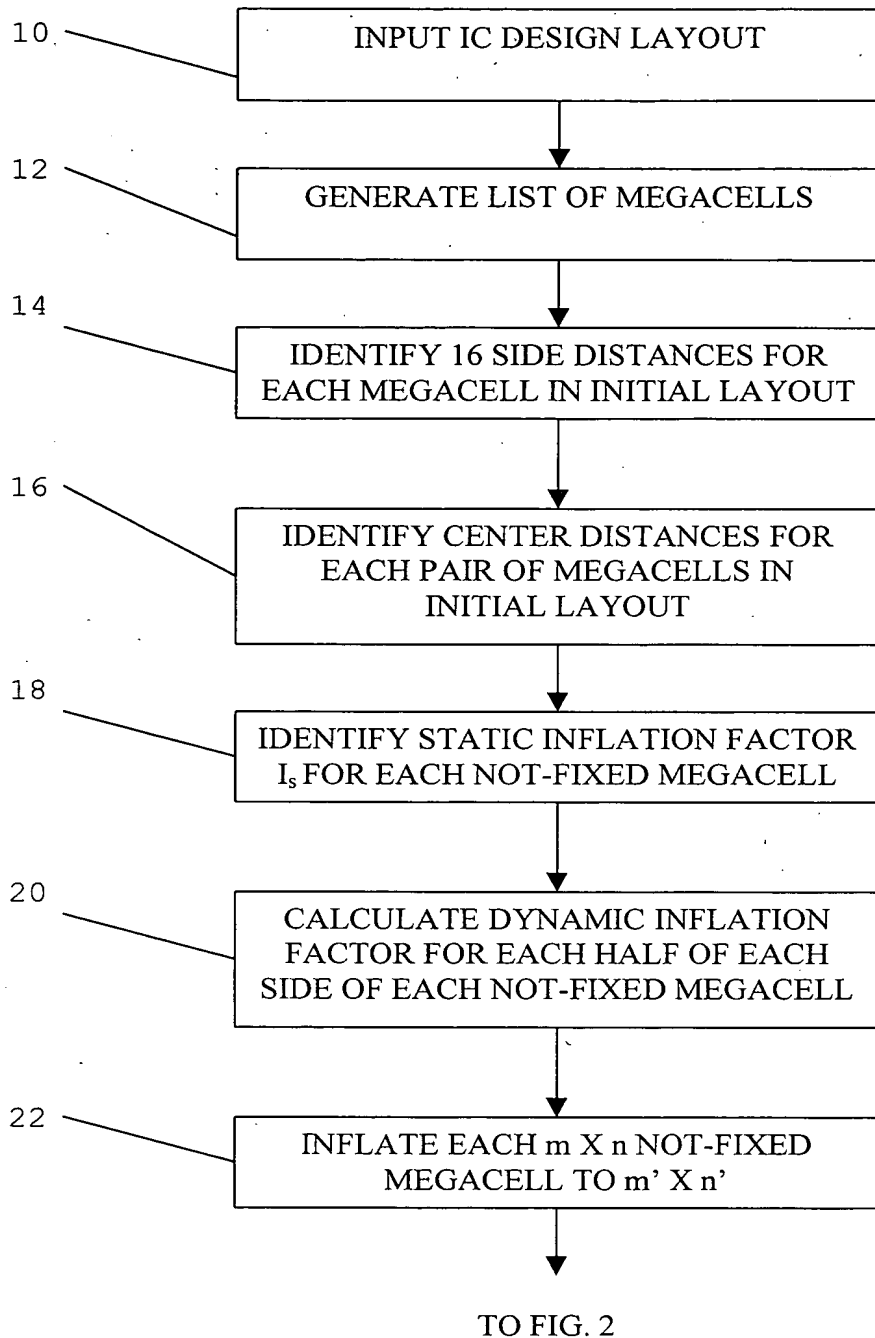 10
INPUT IC DESIGN LAYOUT
12
GENERATE LIST OF MEGACELLS
14
IDENTIFY 16 SIDE DISTANCES FOR
EACH MEGACELL IN INITIAL LAYOUT
16
IDENTIFY CENTER DISTANCES FOR
EACH PAIR OF MEGACELLS IN
INITIAL LAYOUT
18
IDENTIFY STATIC INFLATION FACTOR
Is FOR EACH NOT-FIXED MEGACELL
20
CALCULATE DYNAMIC INFLATION
FACTOR FOR EACH HALF OF EACH
SIDE OF EACH NOT-FIXED MEGACELL
22
INFLATE EACH m X n NOT-FIXED
MEGACELL TO m' X n'
TO FIG. 2